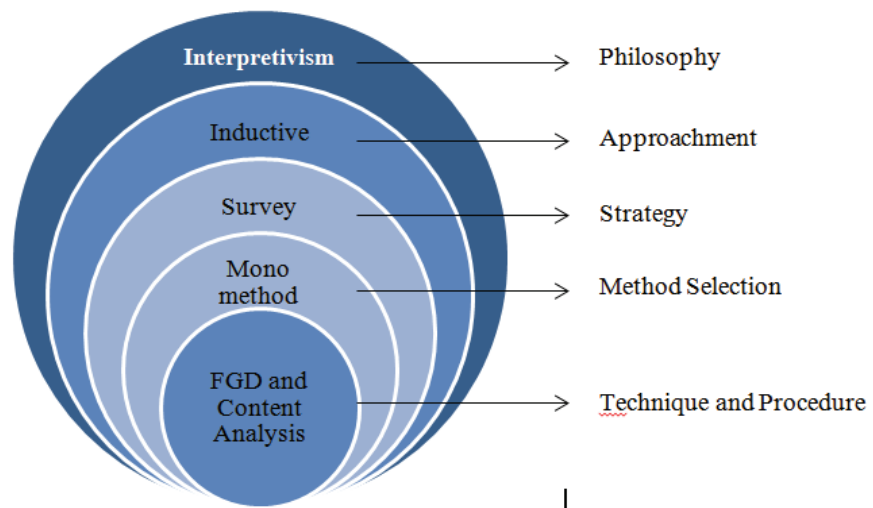 Interpretivism
Philosophy
Inductive
Approachment
Survey
Strategy
Mono
method
Method Selection
FGD and
Content
Analysis
Technique and Procedure